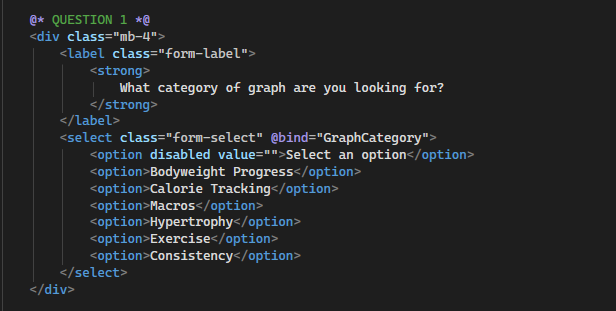 @* QUESTION 1 *@
<div class="mb-4">
<label class="form-label">
<strong>
What category of graph are you looking for?
</strong>
</label>
<select class="form-select" @bind="GraphCategory">
<option disabled value="">Select an option</option>
<option>Bodyweight Progress</option>
<option>Calorie Tracking</option>
<option>Macros</option>
<option>Hypertrophy</option>
<option>Exercise</option>
<option>Consistency</option>
</select>
</div>